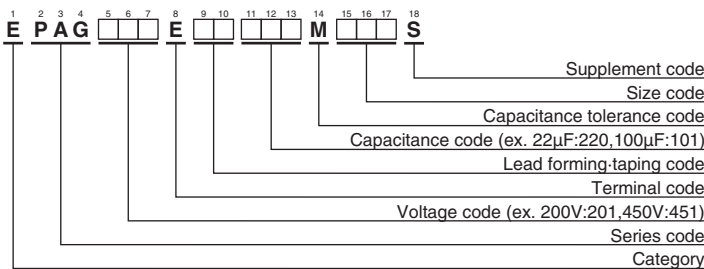 1 2 3 4 5 6 7 8 9 10 11 12 13 14 15 16 17 18
E PAG E M S
Supplement code
Size code
Capacitance tolerance code
Capacitance code (ex. 22μF:220,100μF:101)
Lead forming·taping code
Terminal code
Voltage code (ex. 200V:201,450V:451)
Series code
Category